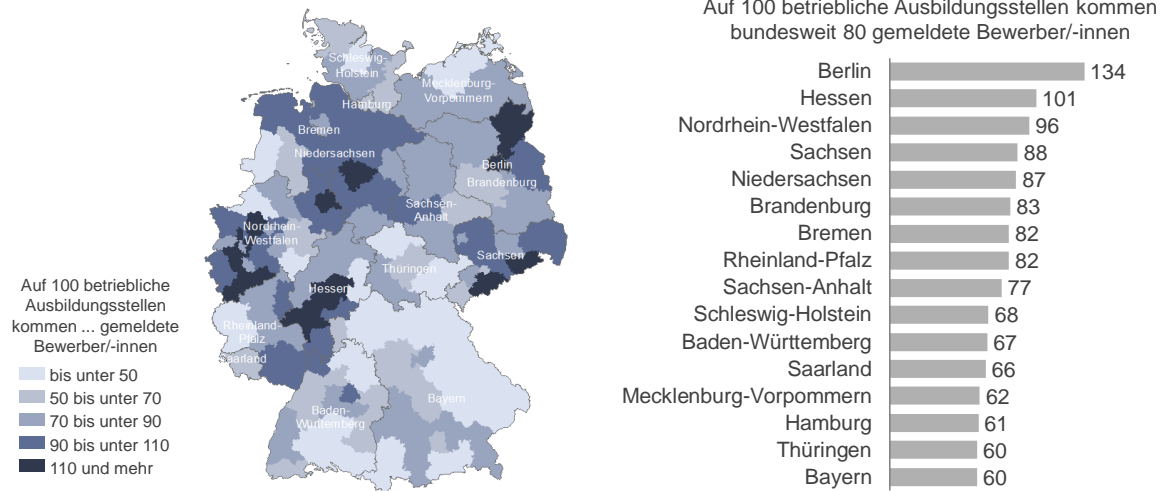 Schleswig-
Holstein
Mecklenburg-
Vorpommern
Hamburg
Bremen
Niedersachsen
Berlin
Brandenburg
Sachsen-
Anhalt
Nordrhein-
Westfalen
Sachsen
Thüringen
Hessen
Rheinland-
Pfalz
Saarland
Bayern
Baden-
Württemberg
Auf 100 betriebliche
Ausbildungsstellen
kommen ... gemeldete
Bewerber/-innen
bis unter 50
50 bis unter 70
70 bis unter 90
90 bis unter 110
110 und mehr
Auf 100 betriebliche Ausbildungsstellen kommen
bundesweit 80 gemeldete Bewerber/-innen
Berlin 134
Hessen 101
Nordrhein-Westfalen 96
Sachsen 88
Niedersachsen 87
Brandenburg 83
Bremen 82
Rheinland-Pfalz 82
Sachsen-Anhalt 77
Schleswig-Holstein 68
Baden-Württemberg 67
Saarland 66
Mecklenburg-Vorpommern 62
Hamburg 61
Thüringen 60
Bayern 60